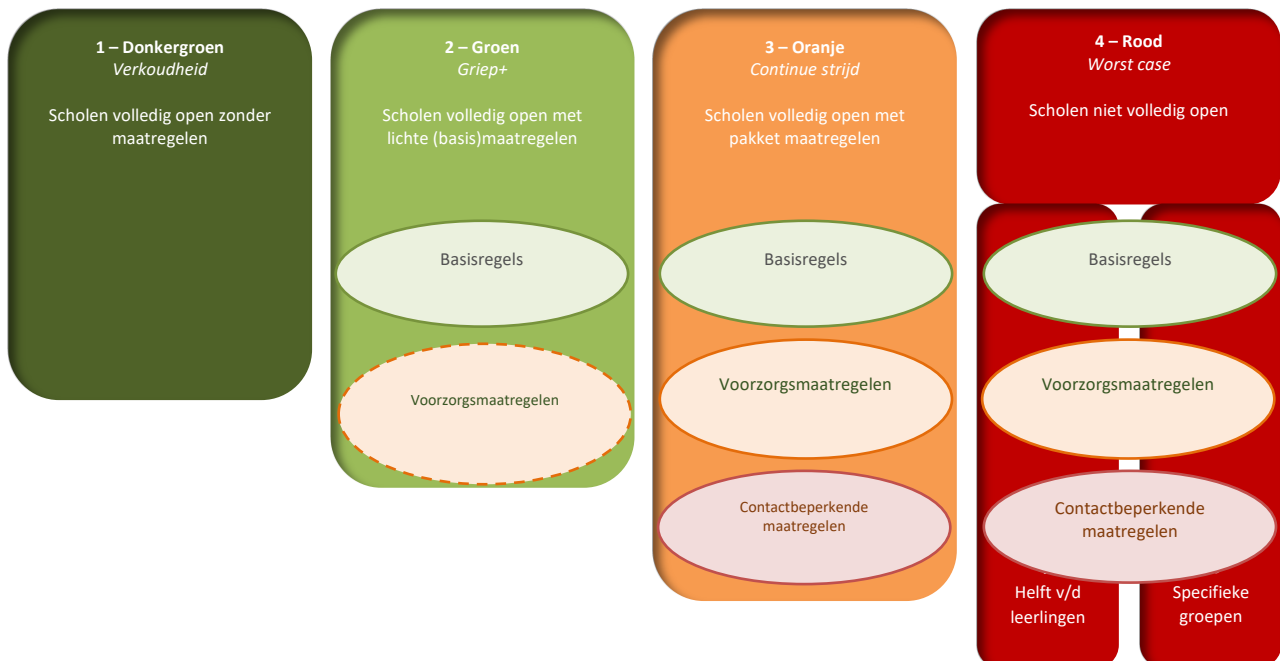 1 – Donkergroen
Verkoudheid
Scholen volledig open zonder
maatregelen
2 – Groen
Griep+
Scholen volledig open met
lichte (basis)maatregelen
Basisregels
Voorzorgsmaatregelen
3 – Oranje
Continue strijd
Scholen volledig open met
pakket maatregelen
Basisregels
Voorzorgsmaatregelen
Contactbeperkende
maatregelen
4 – Rood
Worst case
Scholen niet volledig open
Basisregels
Voorzorgsmaatregelen
Contactbeperkende
maatregelen
Helft v/d
leerlingen
Specifieke
groepen